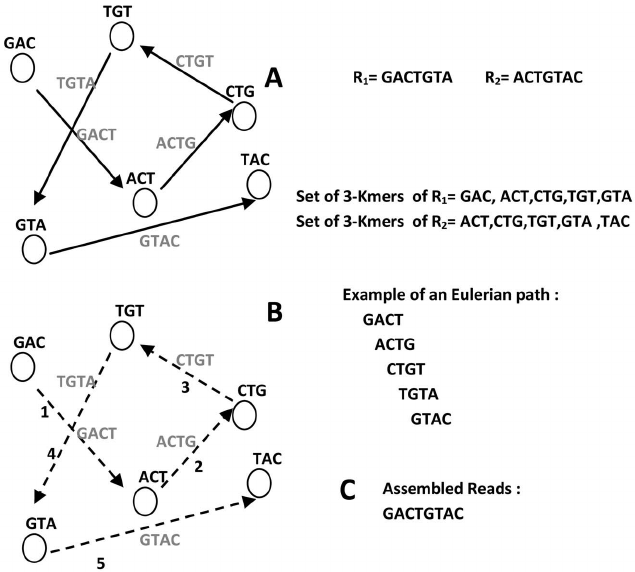 TGT
GAC
CTGT
A
R1= GACTGTA R2= ACTGTAC
TGTA
CTG
GACT
ACTG
TAC
ACT
Set of 3-Kmers of R1= GAC, ACT,CTG,TGT,GTA
GTA
Set of 3-Kmers of R2= ACT,CTG,TGT,GTA ,TAC
GTAC
B
Example of an Eulerian path :
TGT
GACT
GAC
ACTG
CTGT
CTGT
TGTA
3
CTG
TGTA
1
GTAC
GACT
ACTG
4
2
TAC
ACT
C
Assembled Reads :
GACTGTAC
GTA
GTAC
5